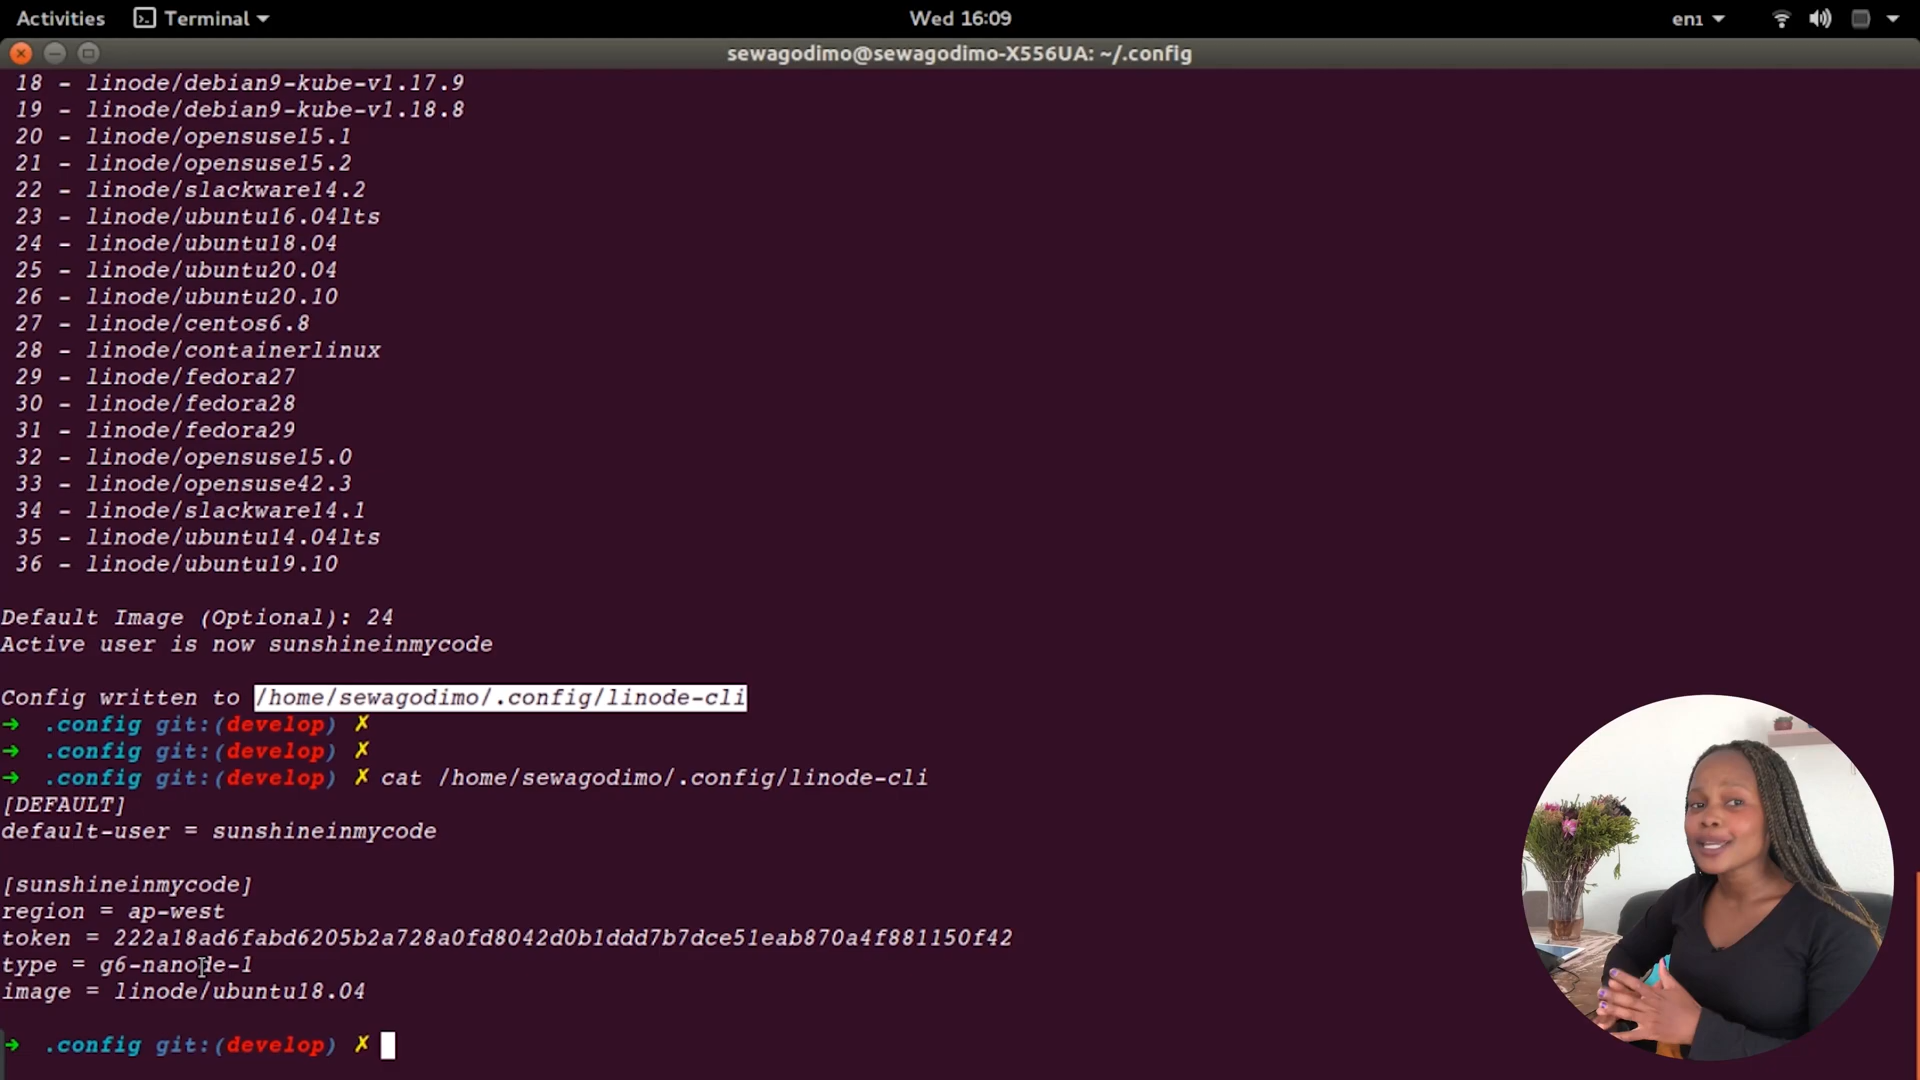 Activities Terminal Wed 16:09 en1
sewagodimo@sewagodimo-X556UA: ~/.config
18 - linode/debian9-kube-v1.17.9
19 - linode/debian9-kube-v1.18.8
20 - linode/opensuse15.1
21 - linode/opensuse15.2
22 - linode/slackware14.2
23 - linode/ubuntu16.04lts
24 - linode/ubuntu18.04
25 - linode/ubuntu20.04
26 - linode/ubuntu20.10
27 - linode/centos6.8
28 - linode/containerlinux
29 - linode/fedora27
30 - linode/fedora28
31 - linode/fedora29
32 - linode/opensuse15.0
33 - linode/opensuse42.3
34 - linode/slackware14.1
35 - linode/ubuntu14.04lts
36 - linode/ubuntu19.10
Default Image (Optional): 24
Active user is now sunshineinmycode
Config written to /home/sewagodimo/.config/linode-cli
➜ .config git:(develop) ✗
➜ .config git:(develop) ✗
➜ .config git:(develop) ✗ cat /home/sewagodimo/.config/linode-cli
[DEFAULT]
default-user = sunshineinmycode
[sunshineinmycode]
region = ap-west
token = 222a18ad6fabd6205b2a728a0fd8042d0b1ddd7b7dce51eab870a4f881150f42
type = g6-nanode-1
image = linode/ubuntu18.04
➜ .config git:(develop) ✗